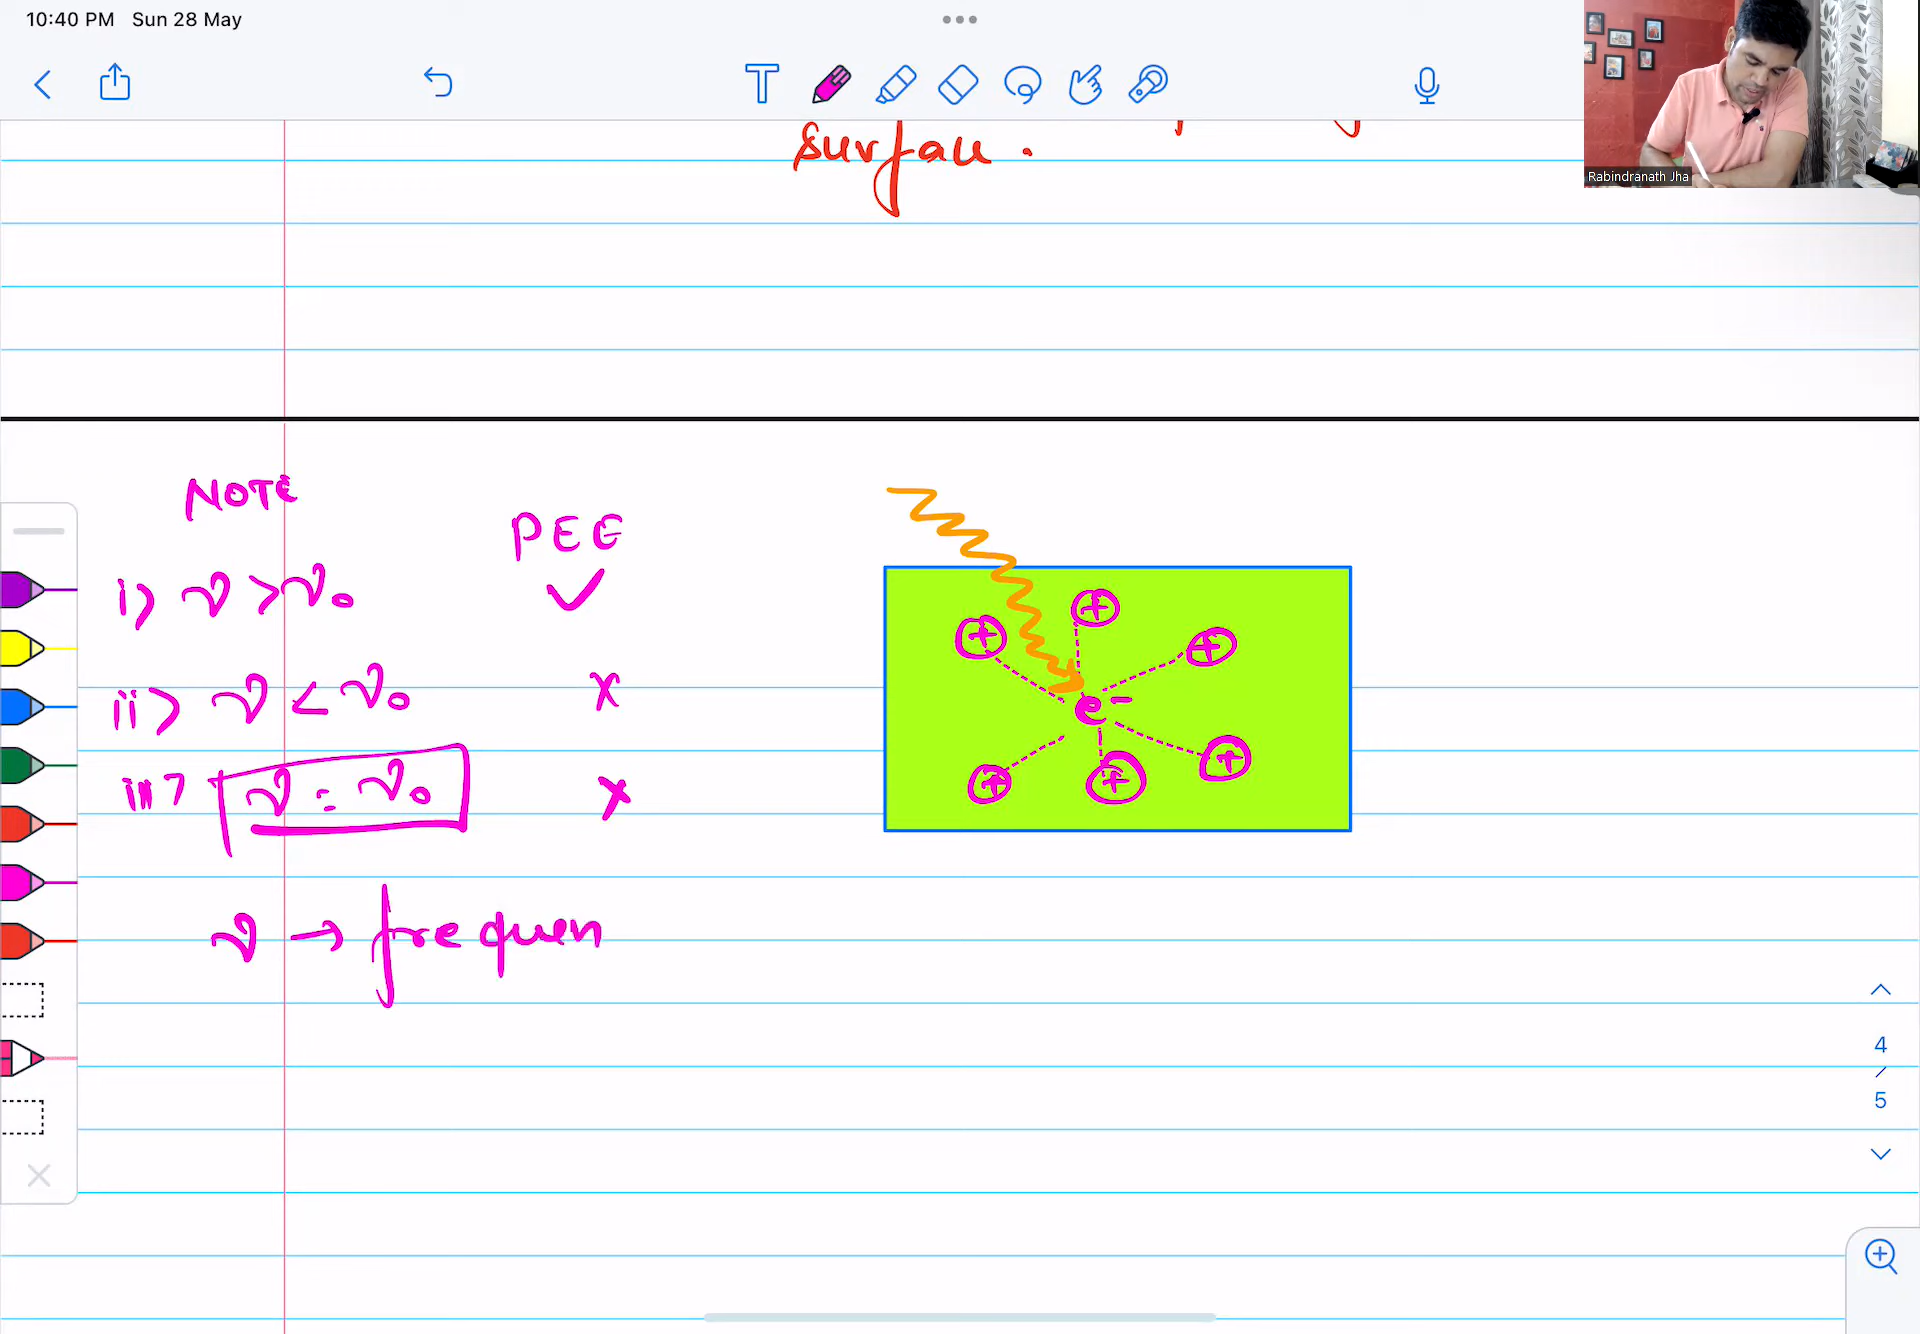 10:40 PM Sun 28 May
T
Rabindranath Jha
surface.
NOTE
PEE
i) ν > ν₀ ✓
ii) ν < ν₀ ×
iii) ν = ν₀ ×
ν → frequen
+
+
+
+
e⁻
+
+
+
4
/
5